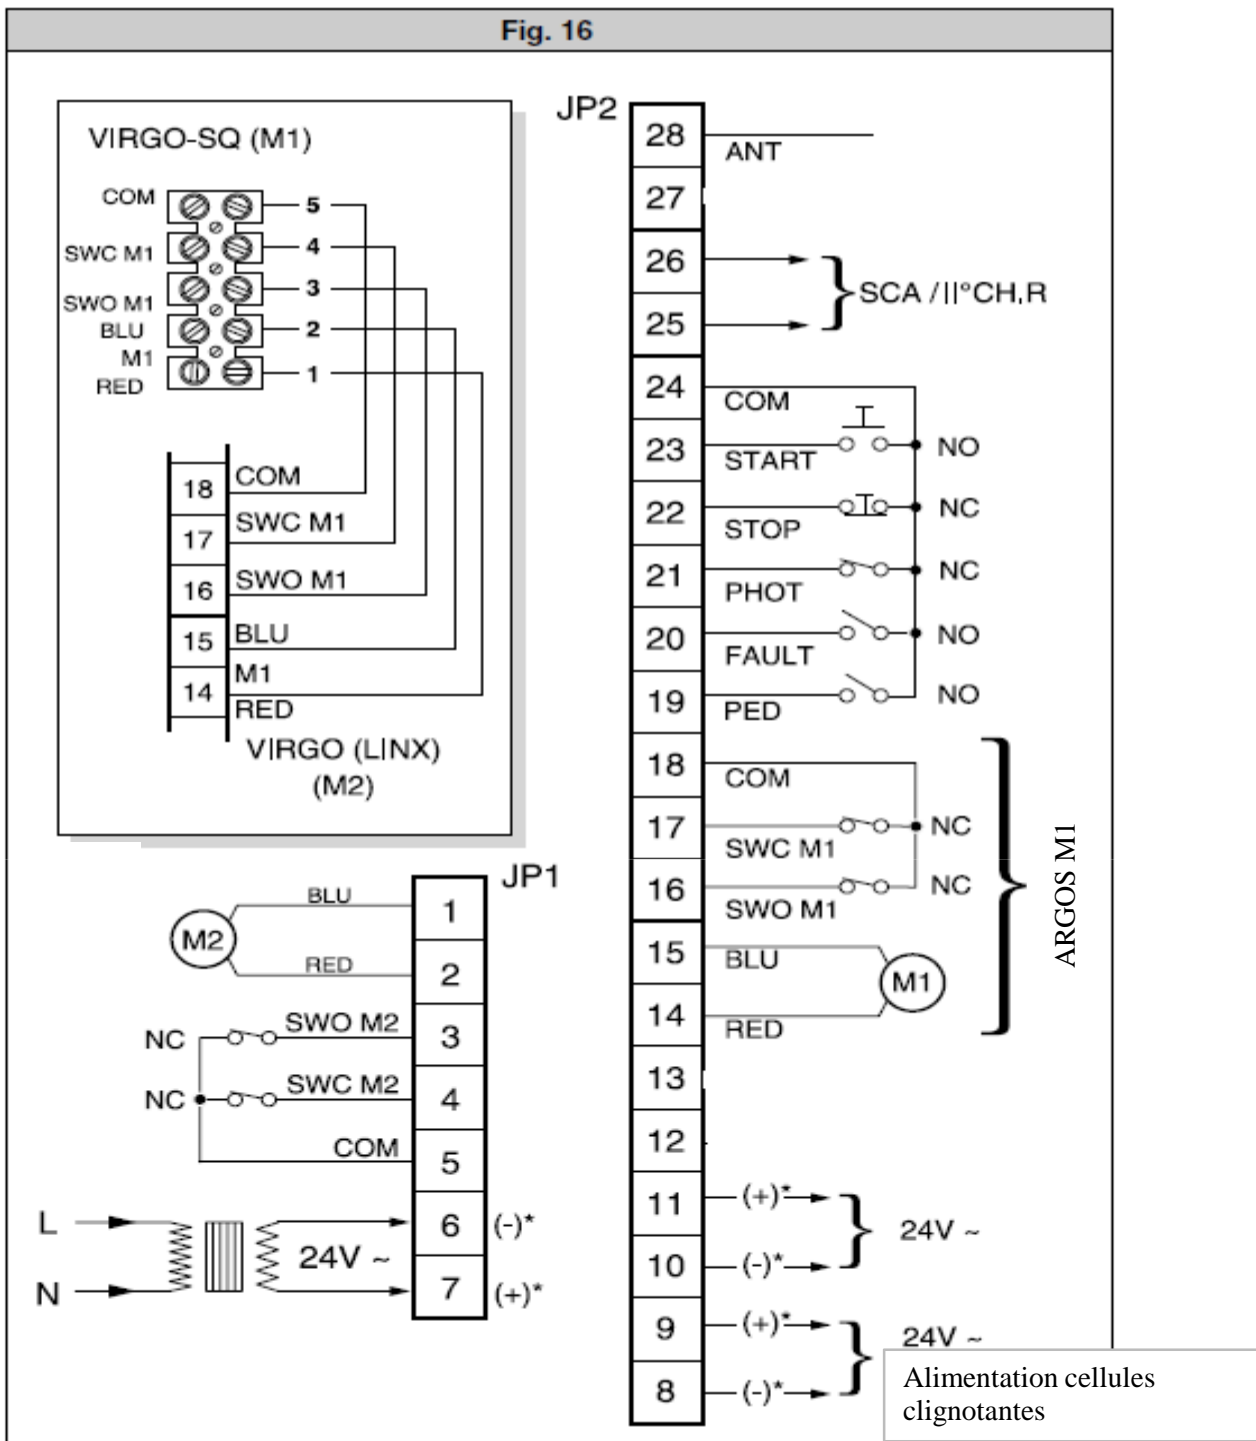 Fig. 16
VIRGO-SQ (M1)
COM
5
SWC M1
4
SWO M1
3
BLU
2
M1
RED
1
18
COM
17
SWC M1
16
SWO M1
15
BLU
14
M1
RED
VIRGO (LINX)
(M2)
JP1
M2
BLU
1
RED
2
NC
SWO M2
3
NC
SWC M2
4
COM
5
L
24V ~
6
(-)*
N
7
(+)*
JP2
28
ANT
27
26
SCA /II°CH.R
25
24
COM
23
START
NO
22
STOP
NC
21
PHOT
NC
20
FAULT
NO
19
PED
NO
18
COM
17
SWC M1
NC
16
SWO M1
NC
ARGOS M1
15
BLU
M1
14
RED
13
12
11
(+)*
24V ~
10
(-)*
9
(+)*
24V ~
8
(-)*
Alimentation cellules
clignotantes